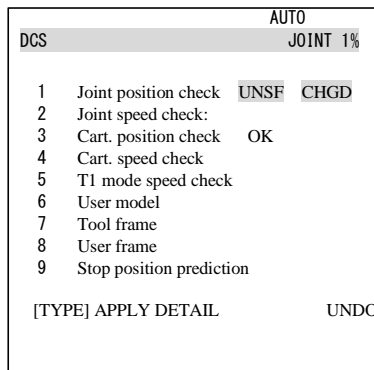 AUTO
DCS JOINT 1%
1 Joint position check UNSF CHGD
2 Joint speed check:
3 Cart. position check OK
4 Cart. speed check
5 T1 mode speed check
6 User model
7 Tool frame
8 User frame
9 Stop position prediction
[TYPE] APPLY DETAIL UNDO